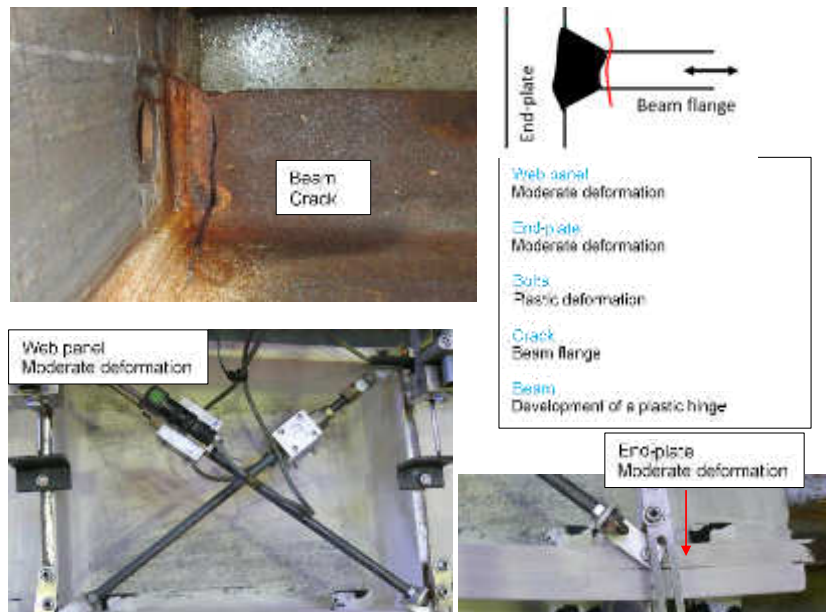 Beam
Crack
End-plate
Beam flange
Web panel
Moderate deformation
End-plate
Moderate deformation
Bolts
Plastic deformation
Crack
Beam flange
Beam
Development of a plastic hinge
Web panel
Moderate deformation
End-plate
Moderate deformation